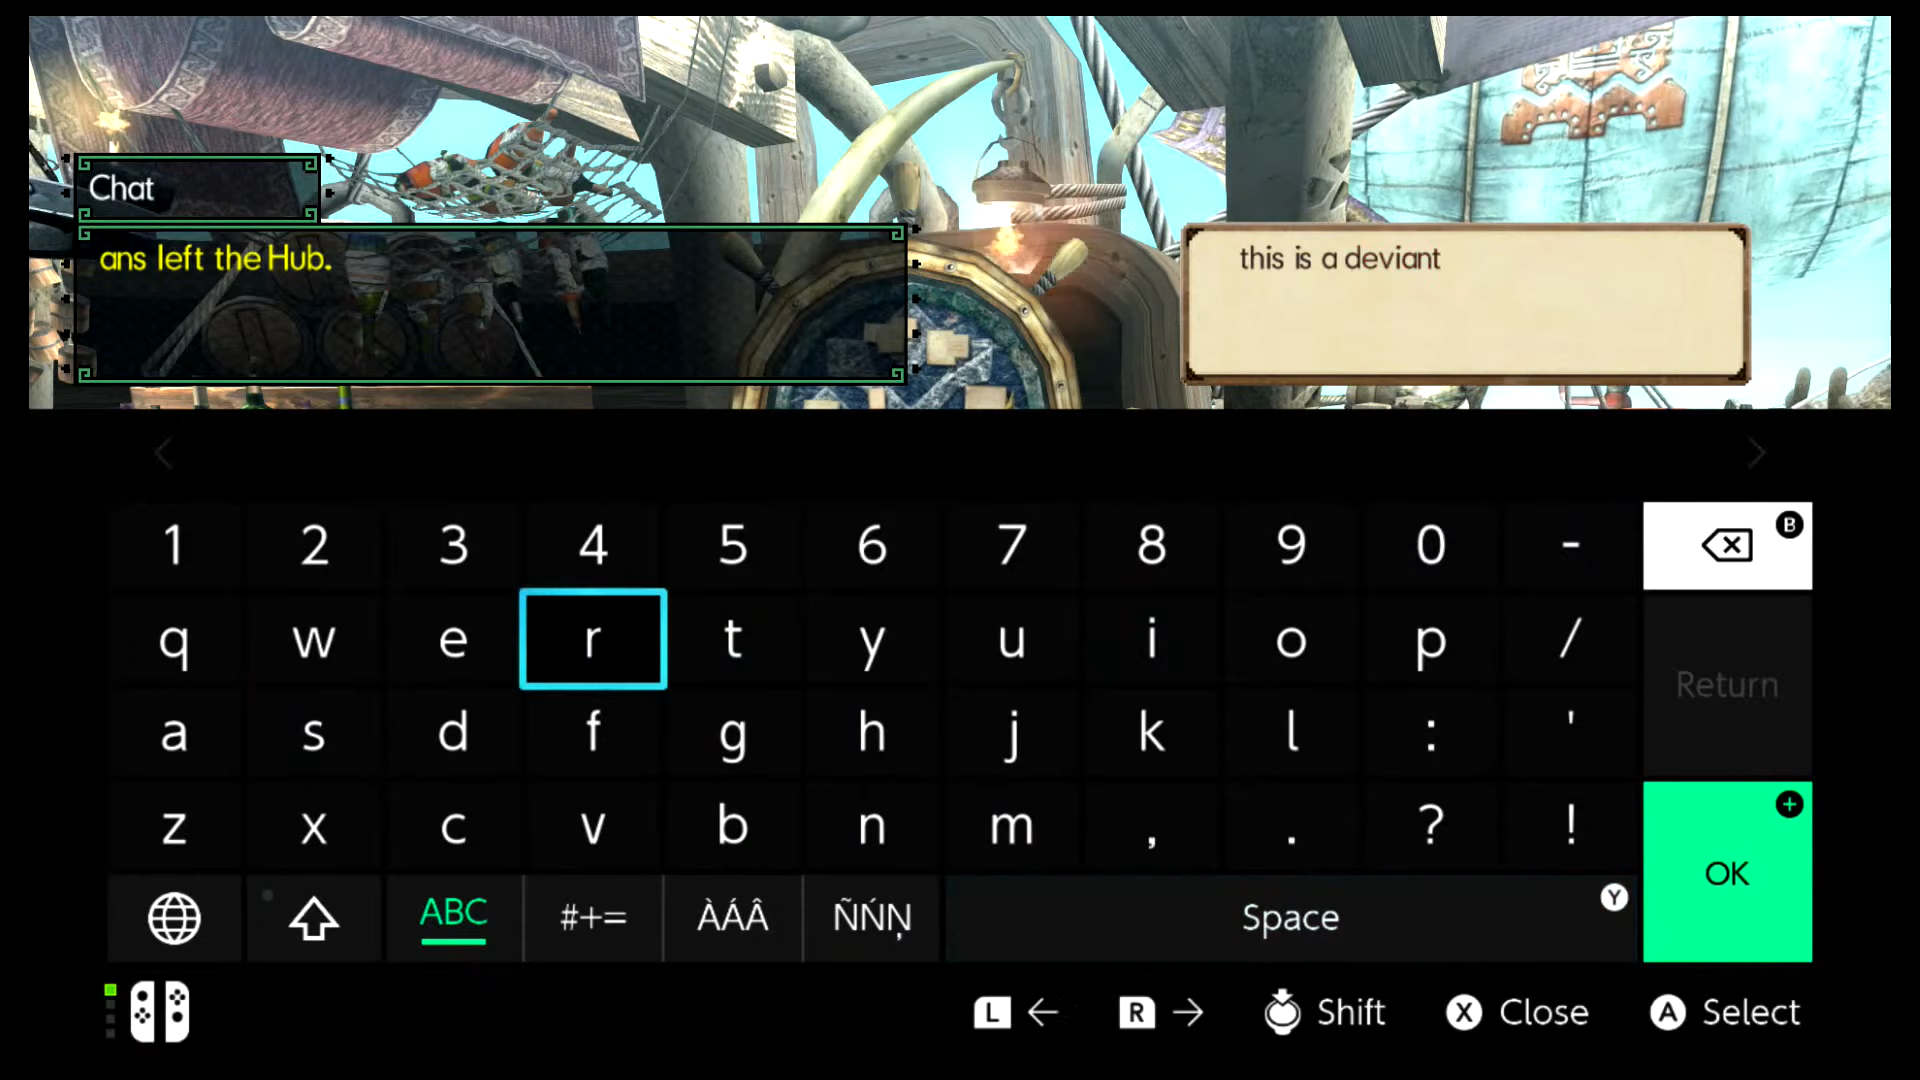 Chat
ans left the Hub.
this is a deviant
1 2 3 4 5 6 7 8 9 0 - B
q w e r t y u i o p / Return
a s d f g h j k l : '
z x c v b n m , . ? ! +
ABC #+= ÀÁÂ ÑŃŅ Space Y OK
L ← R → Shift X Close A Select